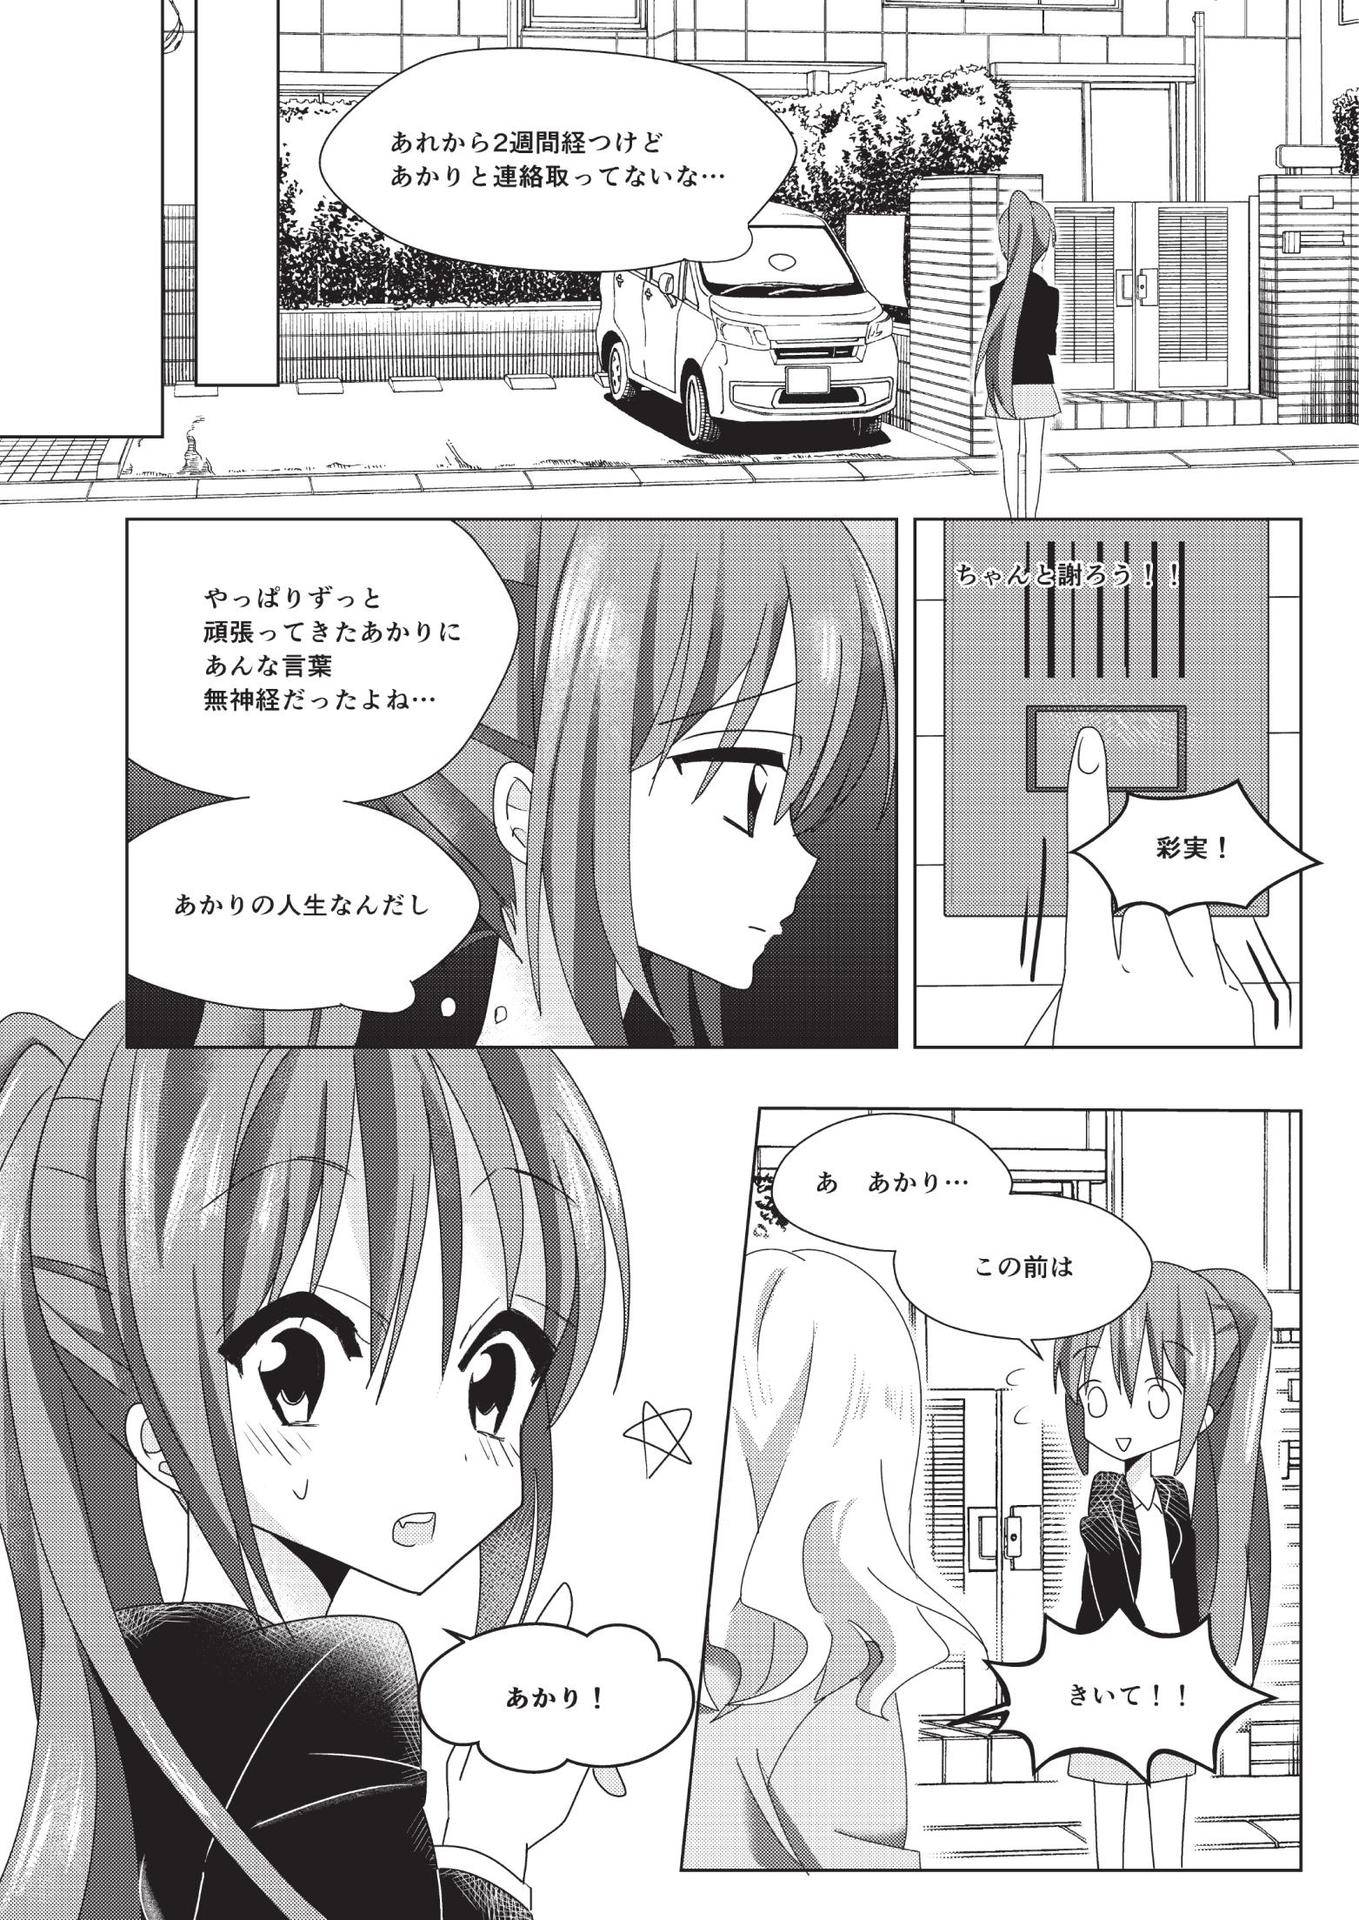 あれから2週間経つけど
あかりと連絡取ってないな…
やっぱりずっと
頑張ってきたあかりに
あんな言葉
無神経だったよね…
あかりの人生なんだし
ちゃんと謝ろう！！
彩実！
あかり！
あ　あかり…
この前は
きいて！！